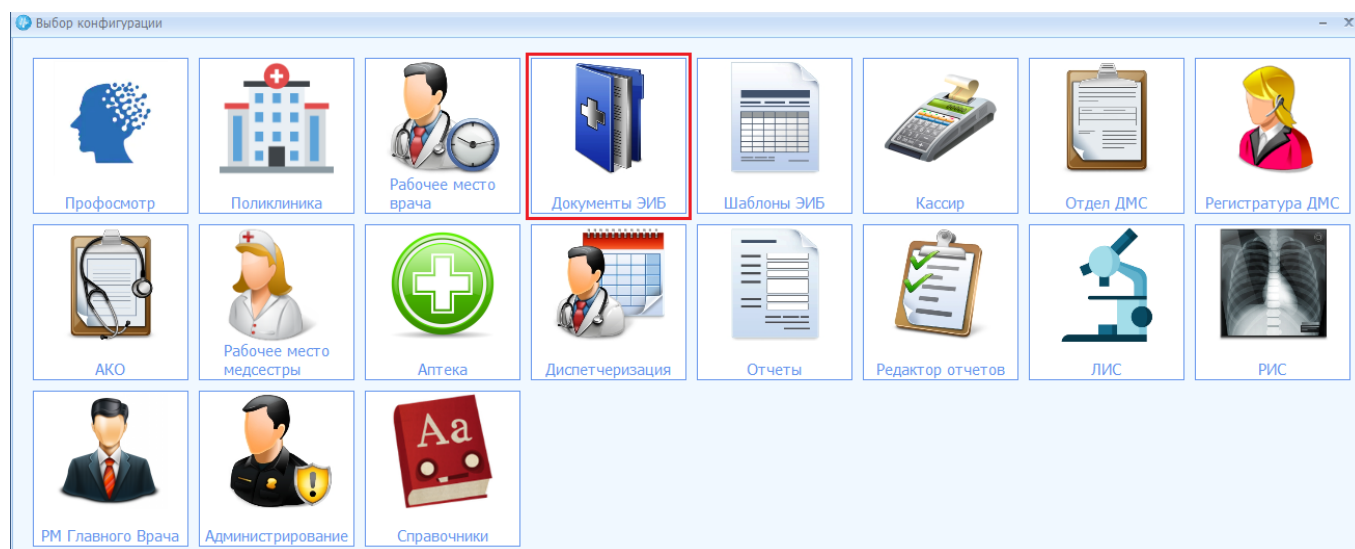 Выбор конфигурации
Профосмотр
Поликлиника
Рабочее место
врача
Документы ЭИБ
Шаблоны ЭИБ
Кассир
Отдел ДМС
Регистратура ДМС
АКО
Рабочее место
медсестры
Аптека
Диспетчеризация
Отчеты
Редактор отчетов
ЛИС
РИС
РМ Главного Врача
Администрирование
Аа
Справочники